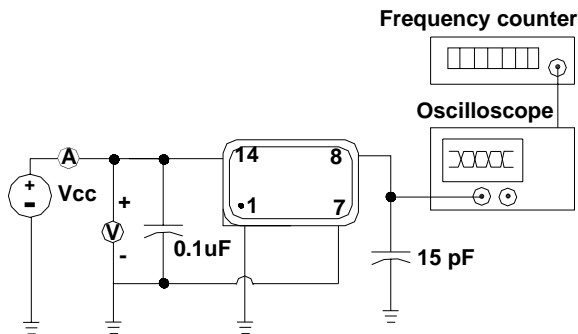 Frequency counter
Oscilloscope
A
14
8
+
-
Vcc
+
V
-
0.1uF
1
7
15 pF